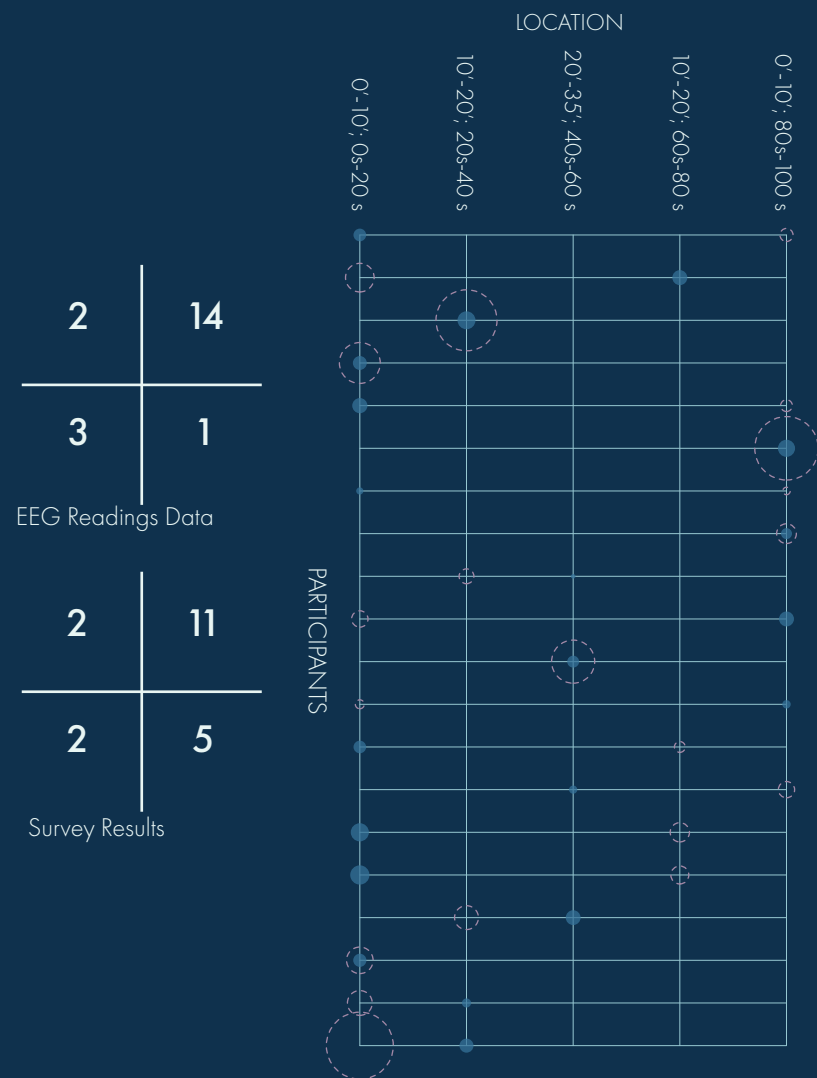 LOCATION
0'-10'; 0s-20 s
10'-20'; 20s-40 s
20'-35'; 40s-60 s
10'-20'; 60s-80 s
0'-10'; 80s-100 s
2 14
3 1
EEG Readings Data
2 11
2 5
Survey Results
PARTICIPANTS